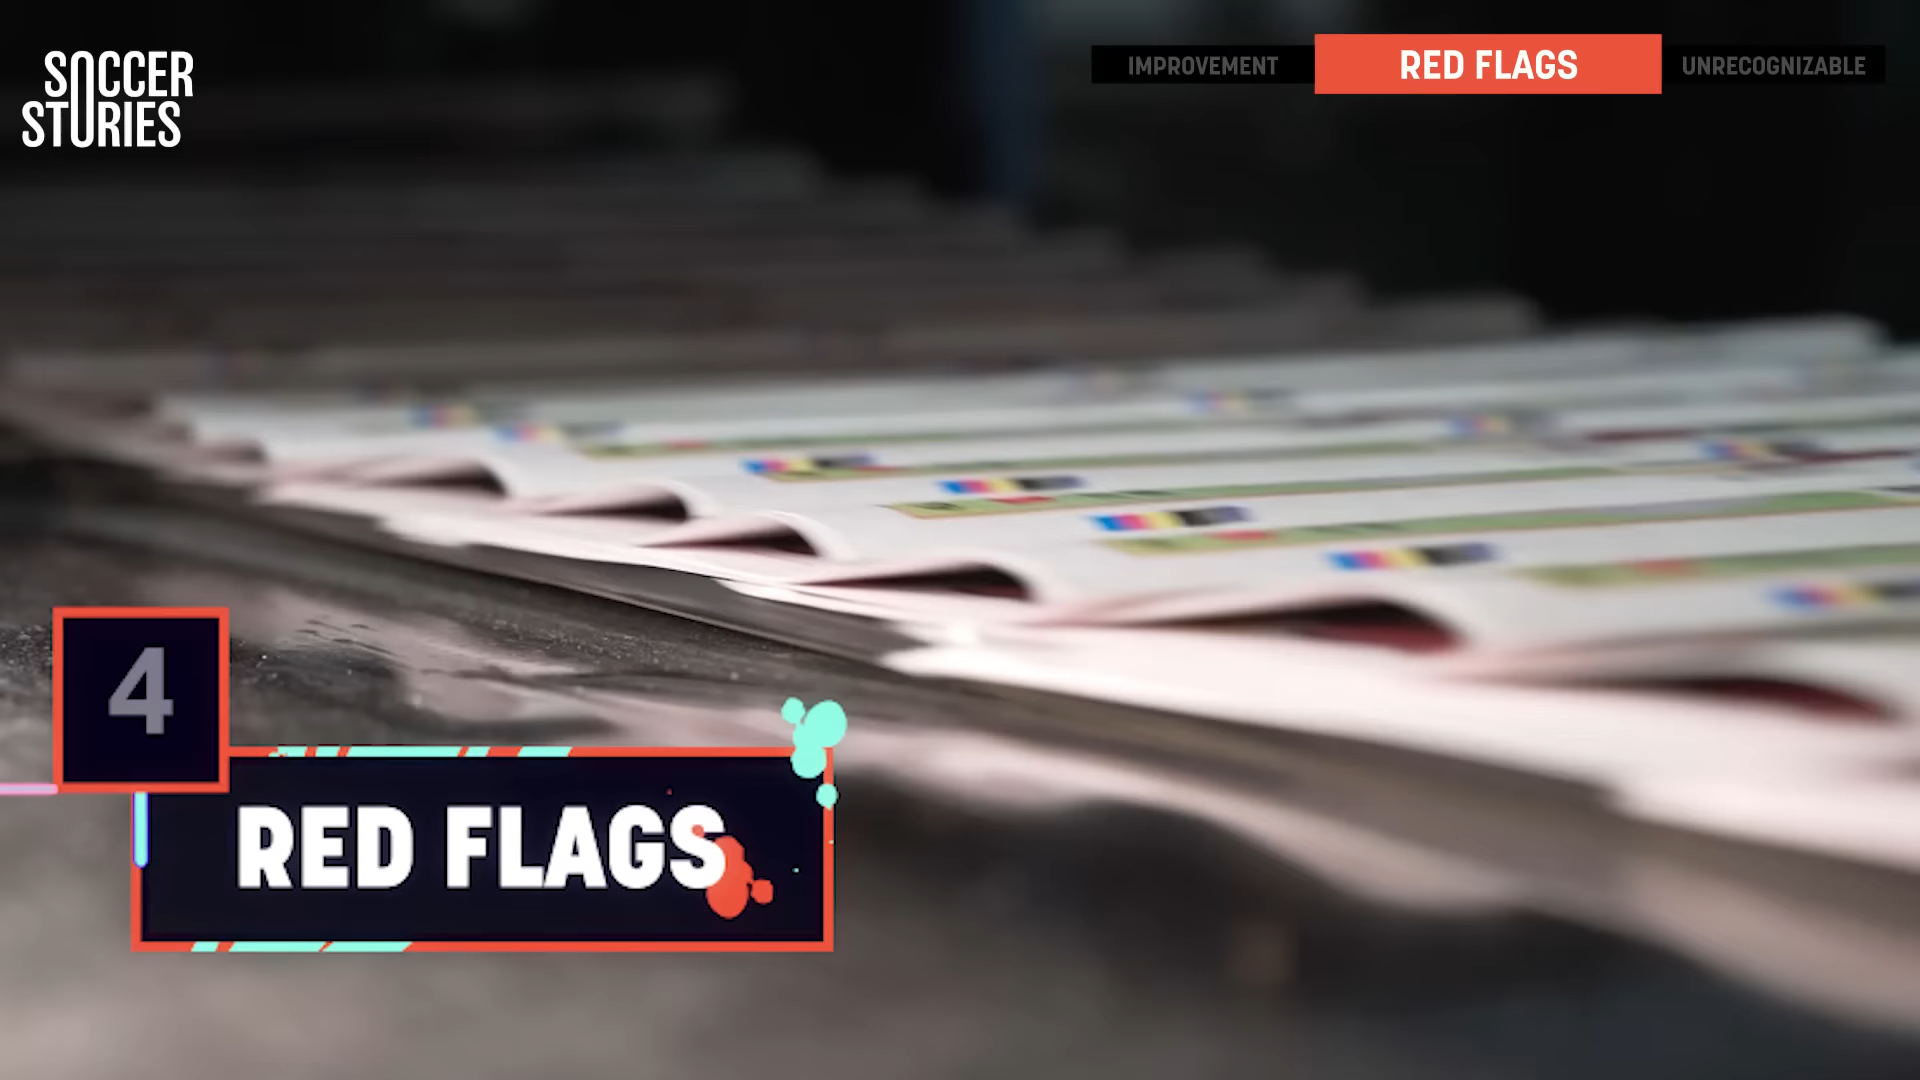 SOCCER
STORIES
IMPROVEMENT
RED FLAGS
UNRECOGNIZABLE
4
RED FLAGS